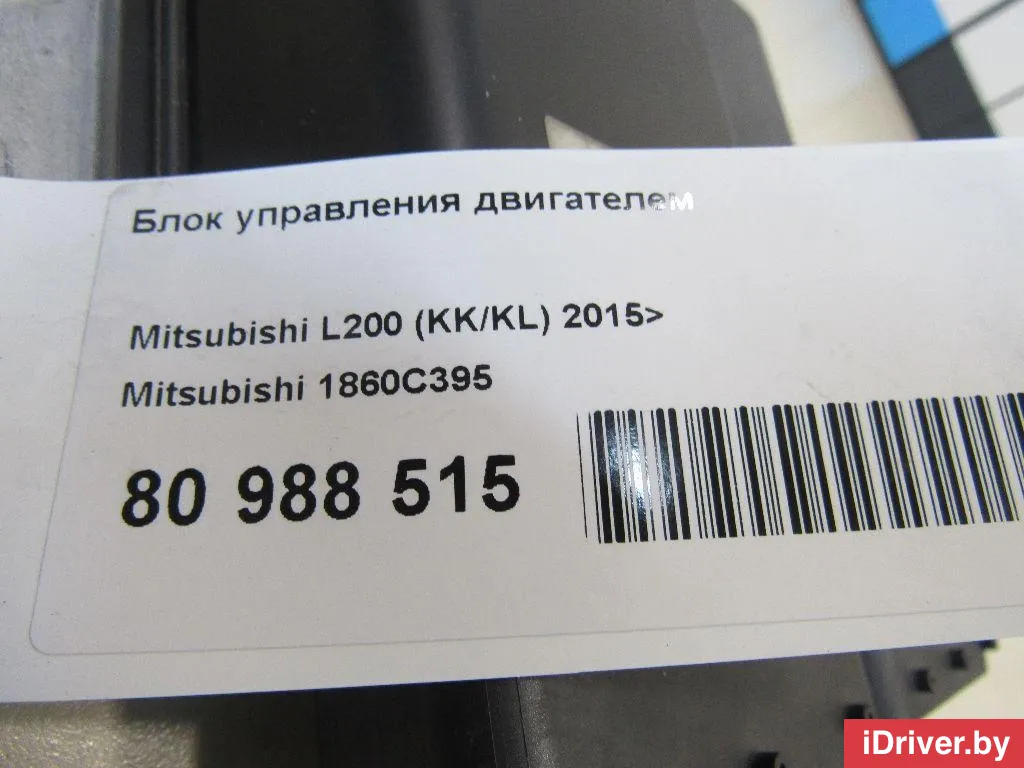 Блок управления двигателем
Mitsubishi L200 (KK/KL) 2015>
Mitsubishi 1860C395
80 988 515
iDriver.by